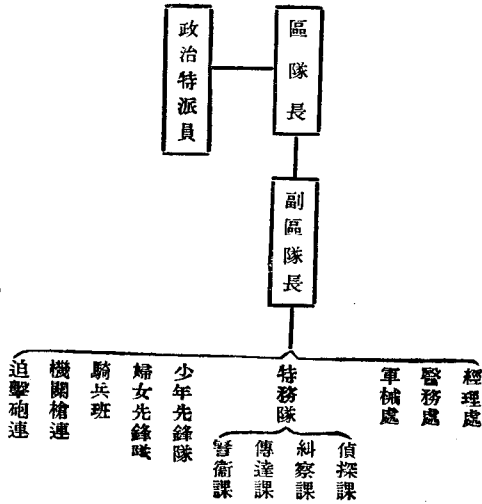 區隊長
政治特派員
副區隊長
經理處
醫務處
軍械處
特務隊
偵探課
糾察課
傳達課
警衞課
少年先鋒隊
婦女先鋒隊
騎兵班
機關槍連
迫擊砲連